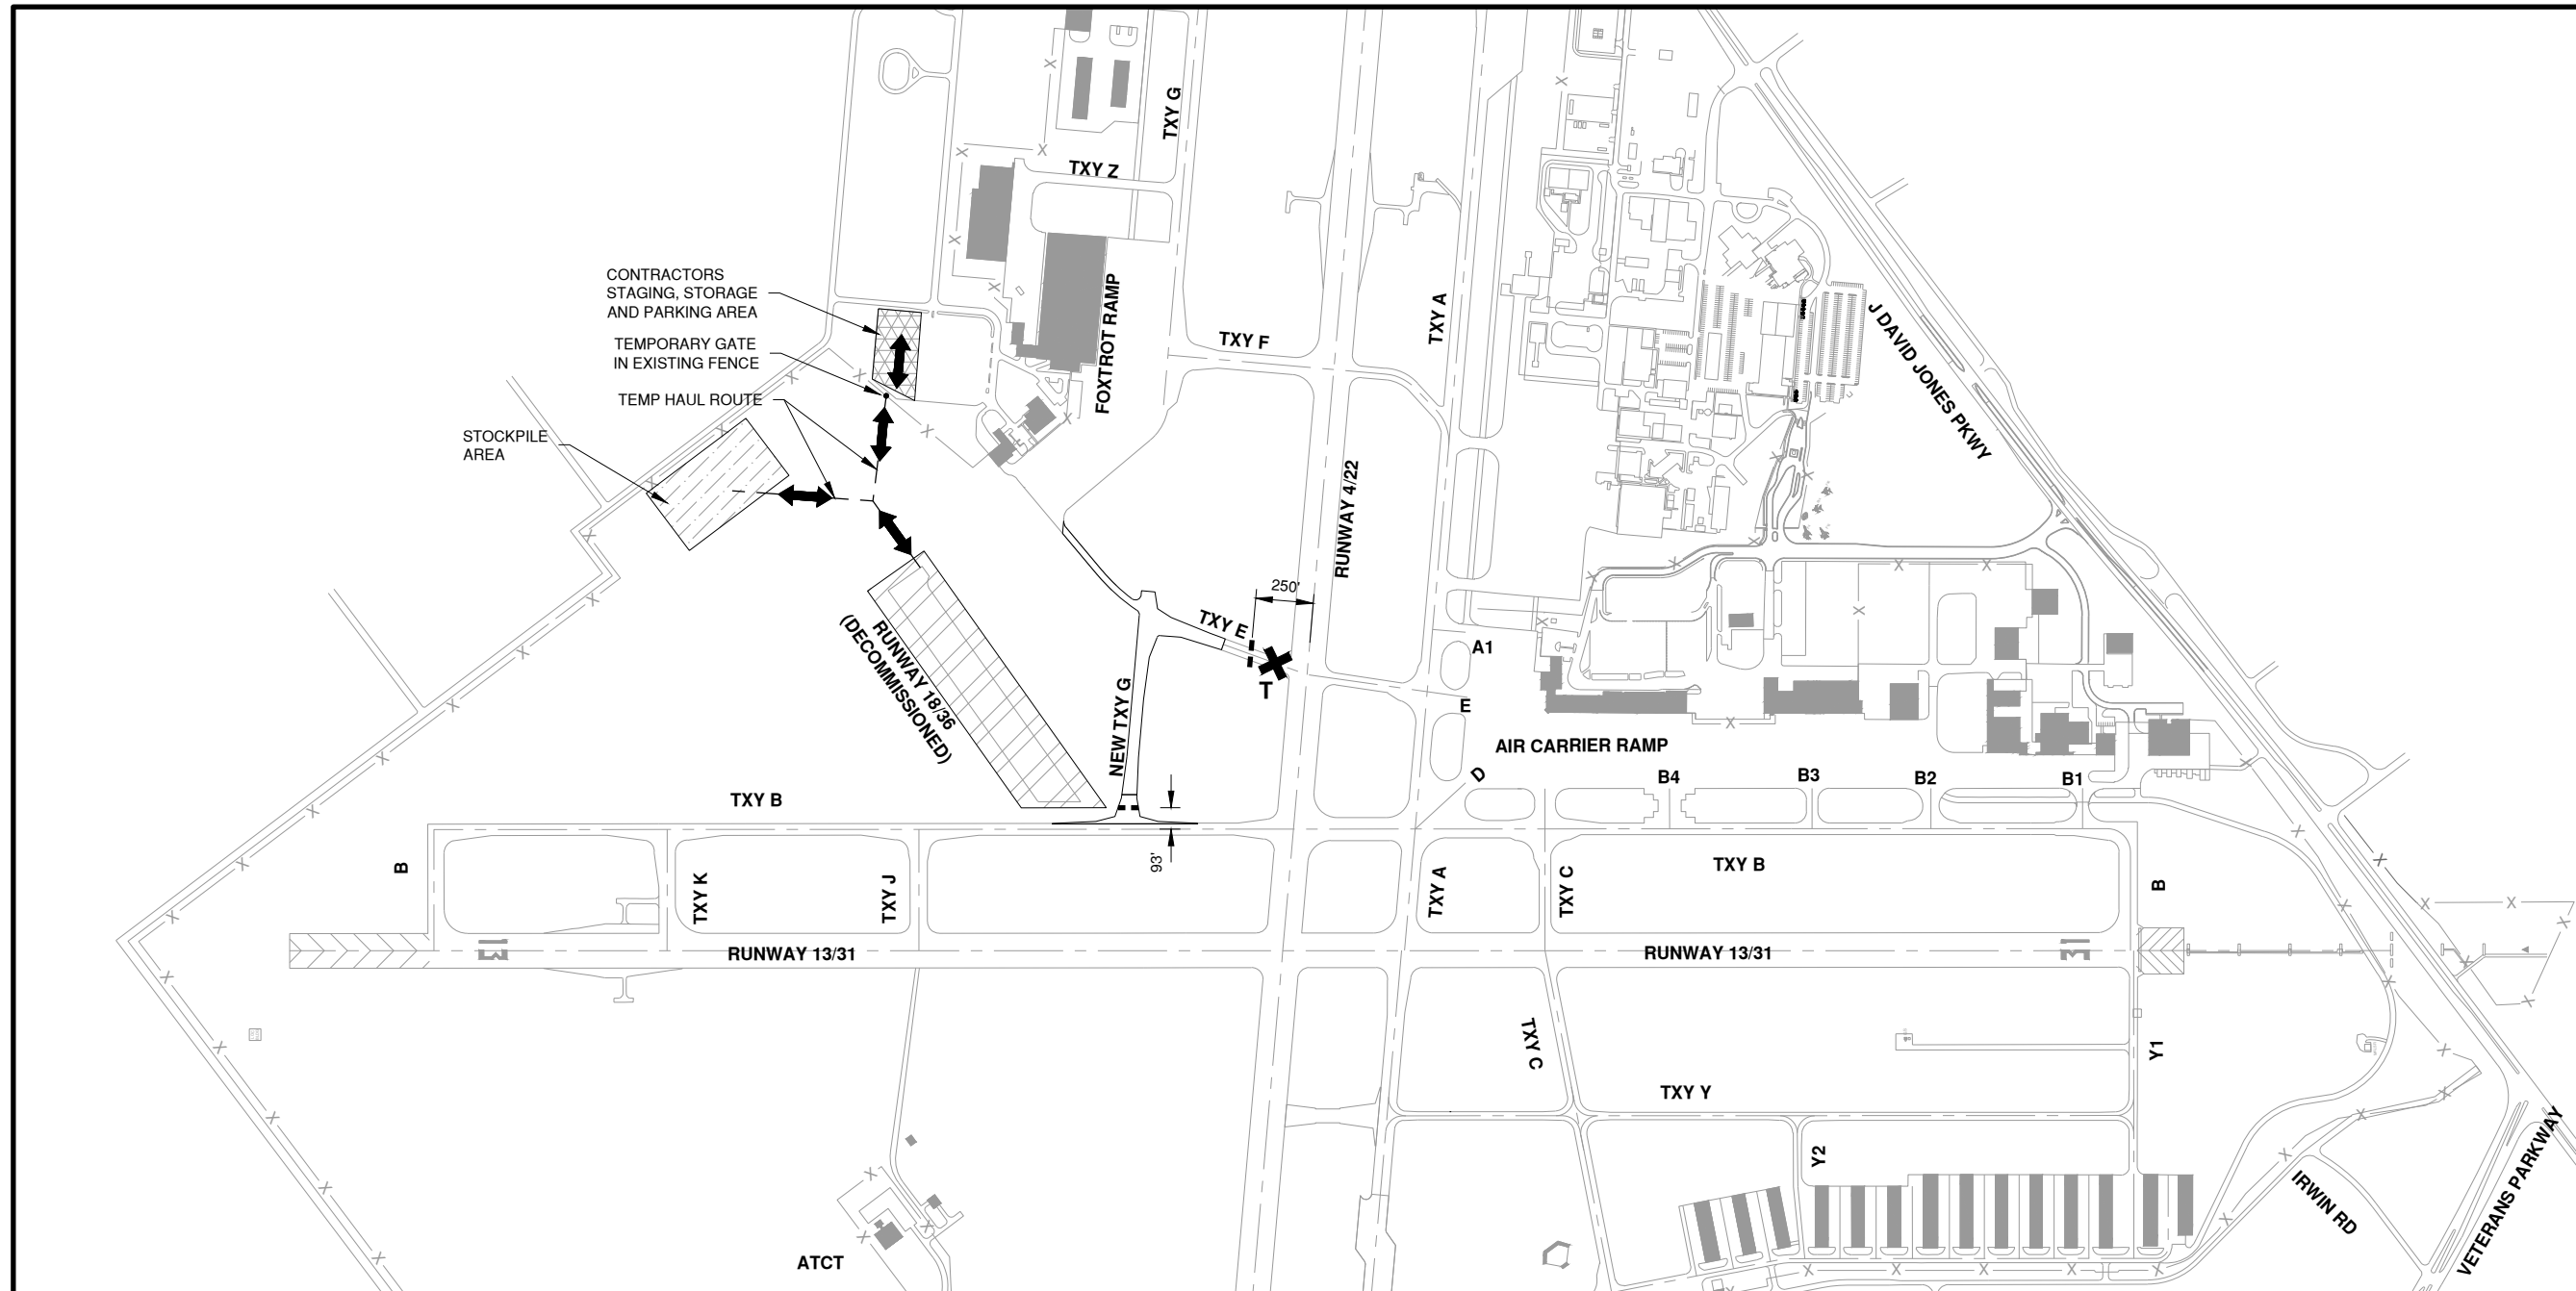 TXY G
TXY Z
CONTRACTORS
STAGING, STORAGE
AND PARKING AREA
TEMPORARY GATE
IN EXISTING FENCE
TEMP HAUL ROUTE
STOCKPILE
AREA
FOXTROT RAMP
TXY F
TXY A
J DAVID JONES PKWY
RUNWAY 4/22
250'
TXY E
T
A1
E
RUNWAY 18/36
(DECOMMISSIONED)
NEW TXY G
AIR CARRIER RAMP
D
B4
B3
B2
B1
TXY B
93'
B
TXY K
TXY J
TXY A
TXY C
TXY B
B
RUNWAY 13/31
13
RUNWAY 13/31
31
TXY C
Y1
TXY Y
Y2
IRWIN RD
VETERANS PARKWAY
ATCT